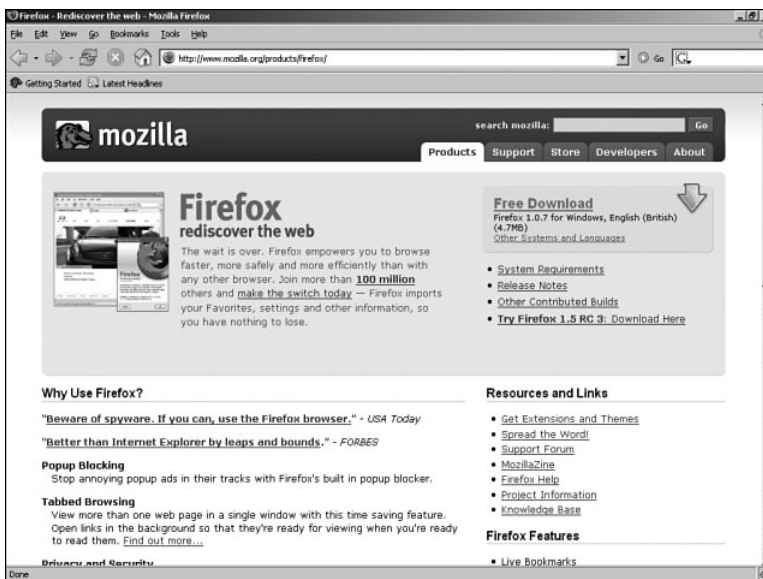 Firefox - Rediscover the web - Mozilla Firefox
File Edit View Go Bookmarks Tools Help
http://www.mozilla.org/products/firefox/
Go
Getting Started Latest Headlines
mozilla
search mozilla: Go
Products Support Store Developers About
Firefox
rediscover the web
The wait is over. Firefox empowers you to browse
faster, more safely and more efficiently than with
any other browser. Join more than 100 million
others and make the switch today — Firefox imports
your Favorites, settings and other information, so
you have nothing to lose.
Free Download
Firefox 1.0.7 for Windows, English (British)
(4.7MB)
Other Systems and Languages
• System Requirements
• Release Notes
• Other Contributed Builds
• Try Firefox 1.5 RC 3: Download Here
Why Use Firefox?
"Beware of spyware. If you can, use the Firefox browser." - USA Today
"Better than Internet Explorer by leaps and bounds." - FORBES
Popup Blocking
Stop annoying popup ads in their tracks with Firefox's built in popup blocker.
Tabbed Browsing
View more than one web page in a single window with this time saving feature.
Open links in the background so that they're ready for viewing when you're ready
to read them. Find out more...
Privacy and Security
Resources and Links
• Get Extensions and Themes
• Spread the Word!
• Support Forum
• MozillaZine
• Firefox Help
• Project Information
• Knowledge Base
Firefox Features
• Live Bookmarks
Done